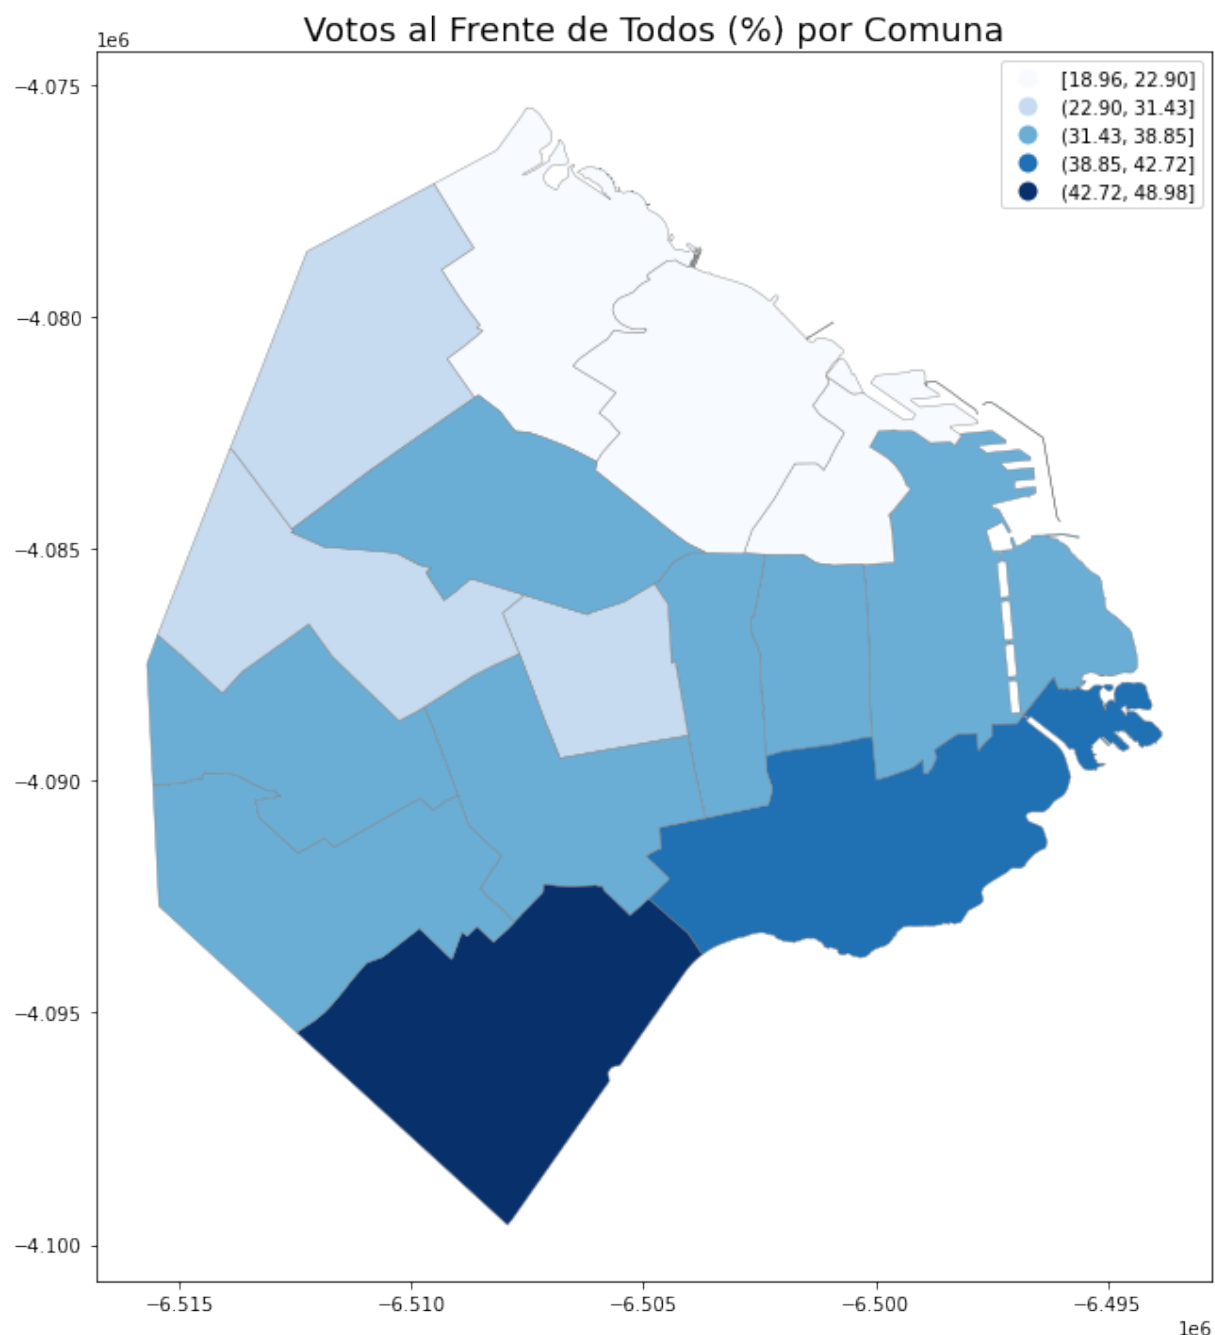 Votos al Frente de Todos (%) por Comuna
1e6
[18.96, 22.90]
(22.90, 31.43]
(31.43, 38.85]
(38.85, 42.72]
(42.72, 48.98]
−4.075
−4.080
−4.085
−4.090
−4.095
−4.100
−6.515 −6.510 −6.505 −6.500 −6.495
1e6